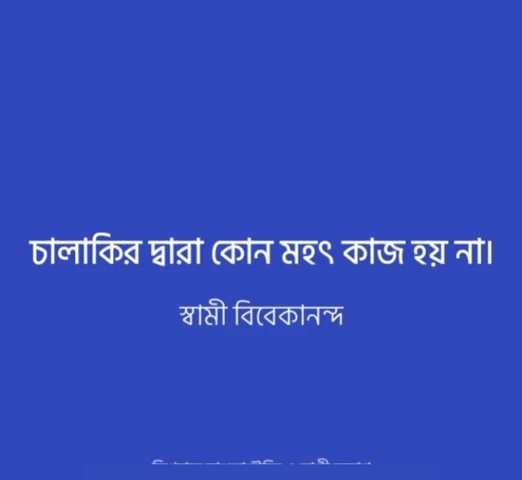 চালাকির দ্বারা কোন মহৎ কাজ হয় না।
স্বামী বিবেকানন্দ